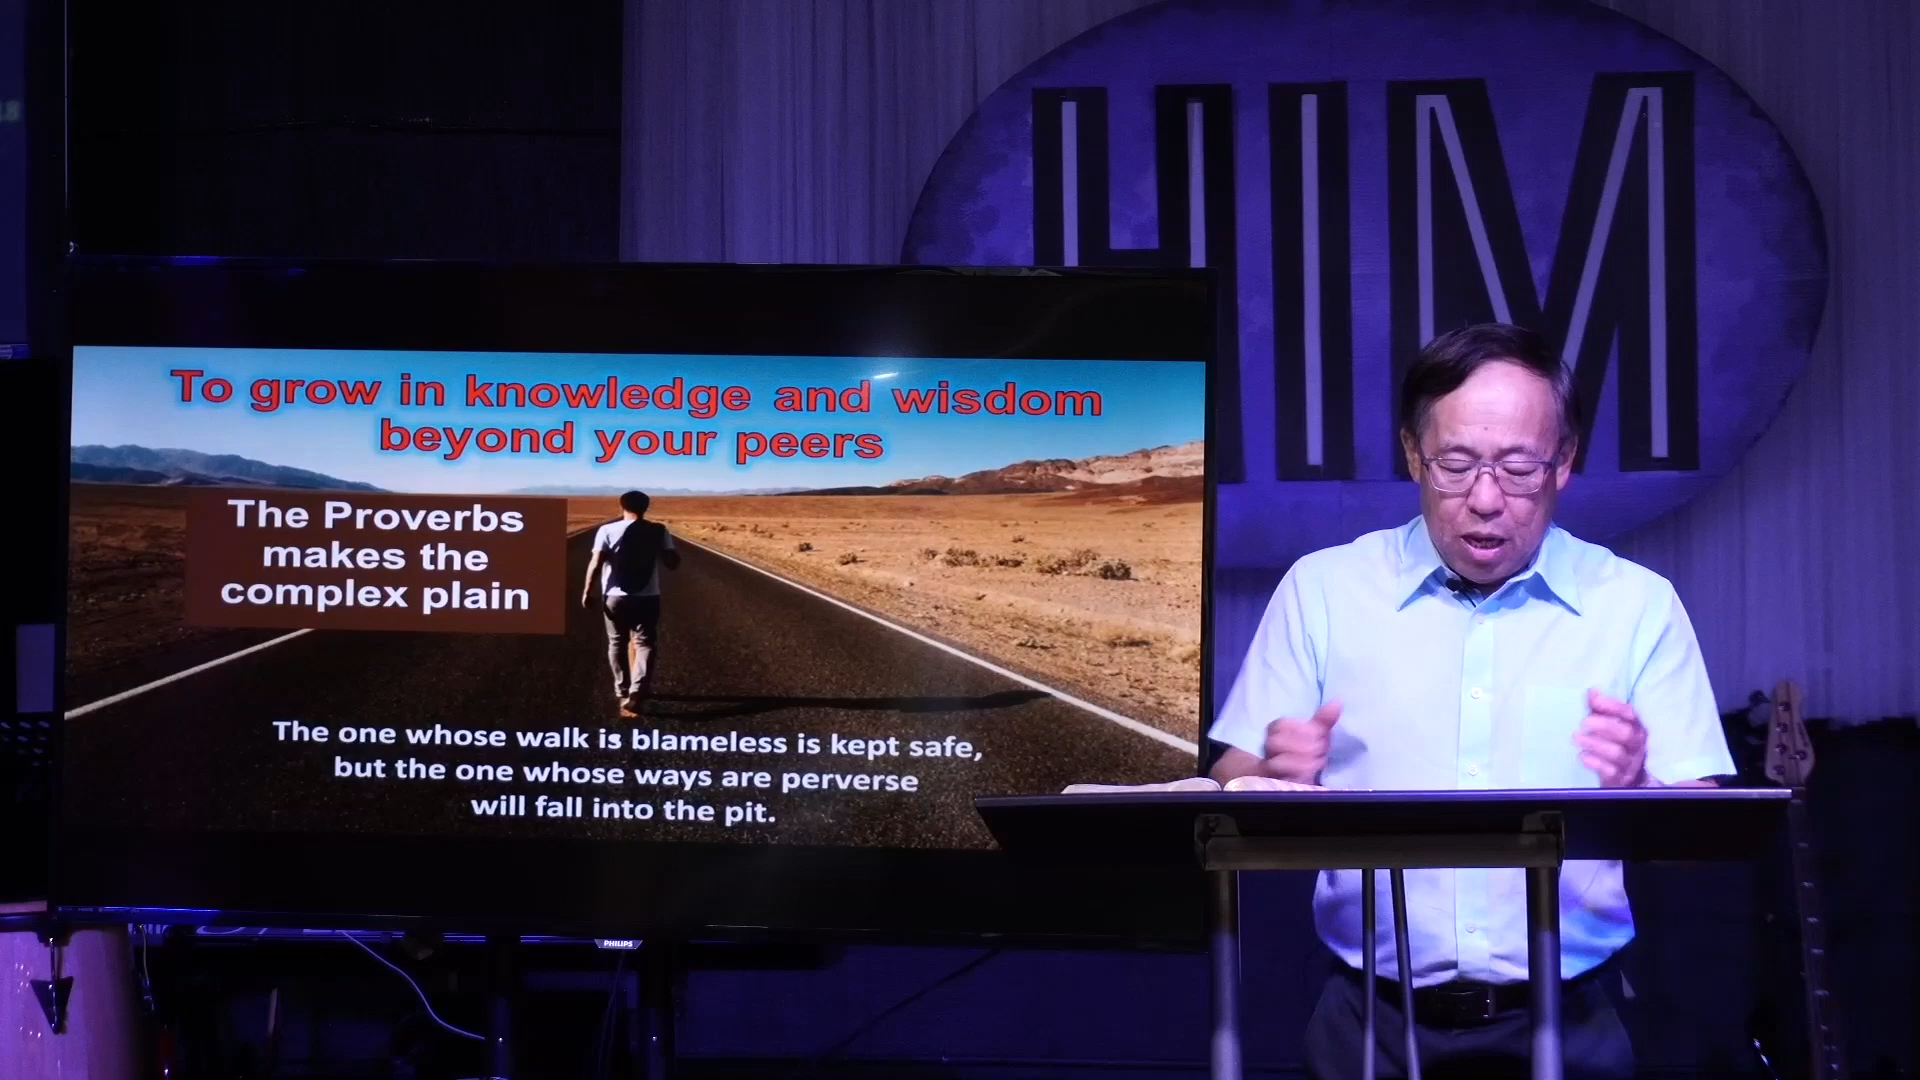 18
HIM
To grow in knowledge and wisdom
beyond your peers
The Proverbs
makes the
complex plain
The one whose walk is blameless is kept safe,
but the one whose ways are perverse
will fall into the pit.
PHILIPS